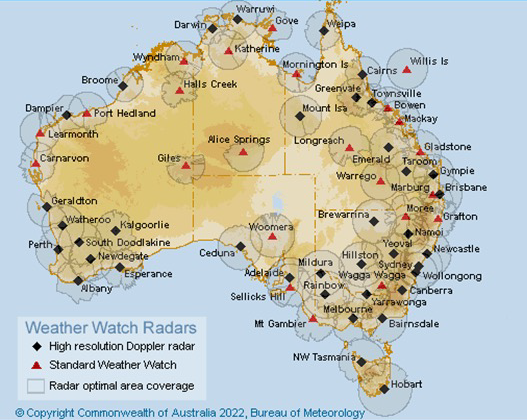 Warruwi
Darwin
Gove
Weipa
Katherine
Wyndham
Mornington Is
Willis Is
Cairns
Broome
Halls Creek
Greenvale
Townsville
Bowen
Dampier
Port Hedland
Mount Isa
Mackay
Learmonth
Alice Springs
Longreach
Gladstone
Carnarvon
Giles
Emerald
Taroom
Gympie
Warrego
Marburg
Brisbane
Geraldton
Brewarrina
Moree
Grafton
Watheroo
Kalgoorlie
Woomera
Namoi
Perth
South Doodlakine
Ceduna
Yeoval
Newcastle
Newdegate
Mildura
Hillston
Sydney
Esperance
Adelaide
Wagga Wagga
Wollongong
Albany
Sellicks Hill
Rainbow
Canberra
Yarrawonga
Melbourne
Mt Gambier
Bairnsdale
Weather Watch Radars
High resolution Doppler radar
Standard Weather Watch
Radar optimal area coverage
NW Tasmania
Hobart
© Copyright Commonwealth of Australia 2022, Bureau of Meteorology